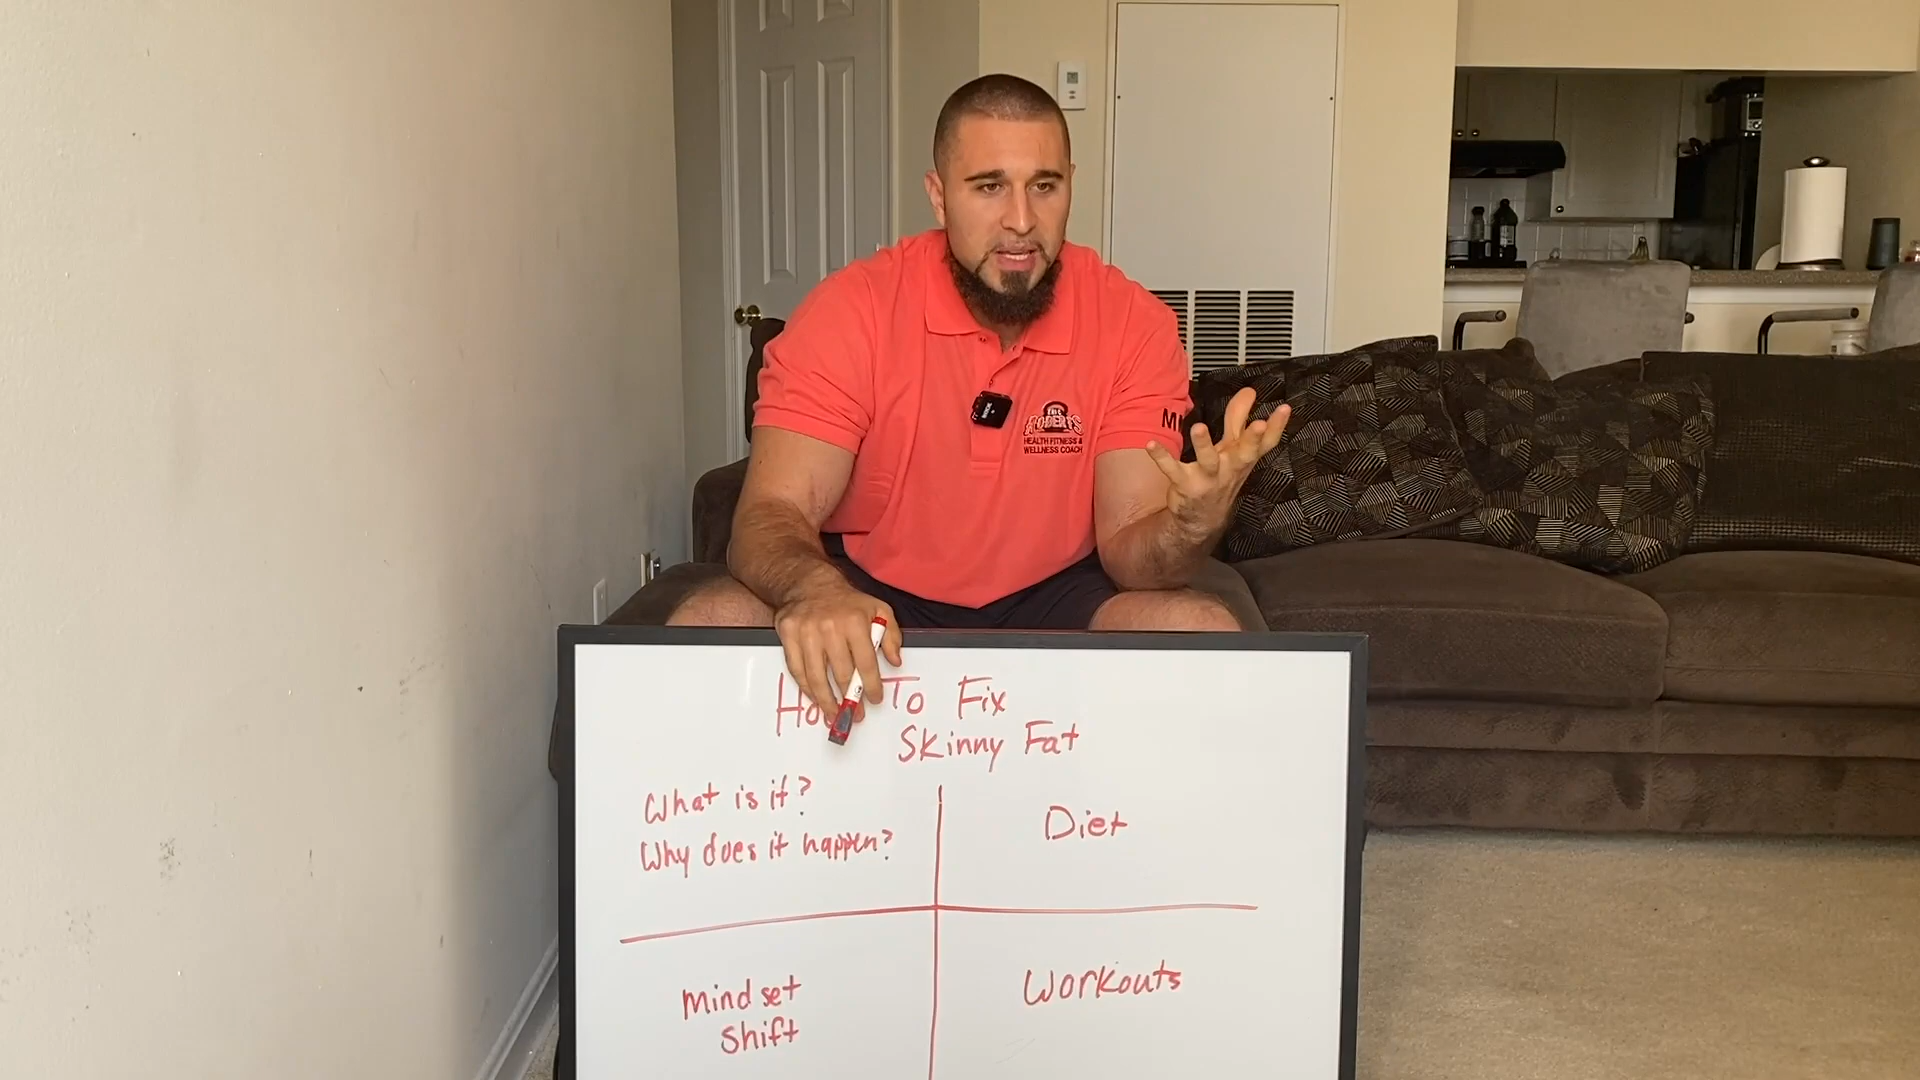 ROBERTS
HEALTH FITNESS &
WELLNESS COACH
To Fix
Skinny Fat
What is it?
Why does it happen?
Diet
Mindset
Shift
Workouts